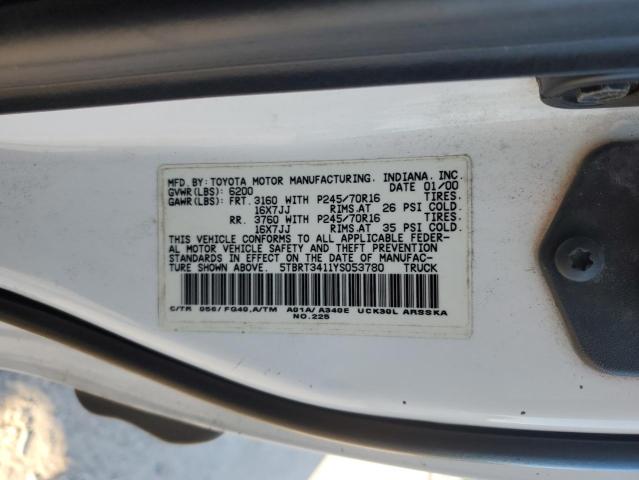 MFD.BY:TOYOTA MOTOR MANUFACTURING, INDIANA, INC.
GVWR(LBS): 6200 DATE 01/00
GAWR(LBS): FRT. 3160 WITH P245/70R16 TIRES.
16X7JJ RIMS.AT 26 PSI COLD.
RR. 3760 WITH P245/70R16 TIRES.
16X7JJ RIMS.AT 35 PSI COLD.
THIS VEHICLE CONFORMS TO ALL APPLICABLE FEDER-
AL MOTOR VEHICLE SAFETY AND THEFT PREVENTION
STANDARDS IN EFFECT ON THE DATE OF MANUFAC-
TURE SHOWN ABOVE. 5TBRT3411YS053780 TRUCK
C/TR 056/FG40,A/TM A01A/A340E UCK30L ARSSKA
NO.225